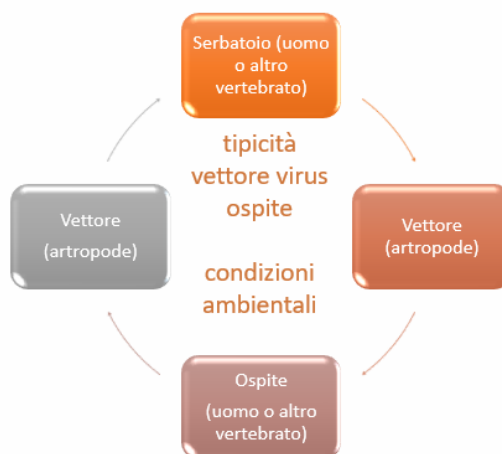 Serbatoio (uomo
o altro
vertebrato)
tipicità
vettore virus
ospite
Vettore
(artropode)
Vettore
(artropode)
condizioni
ambientali
Ospite
(uomo o altro
vertebrato)